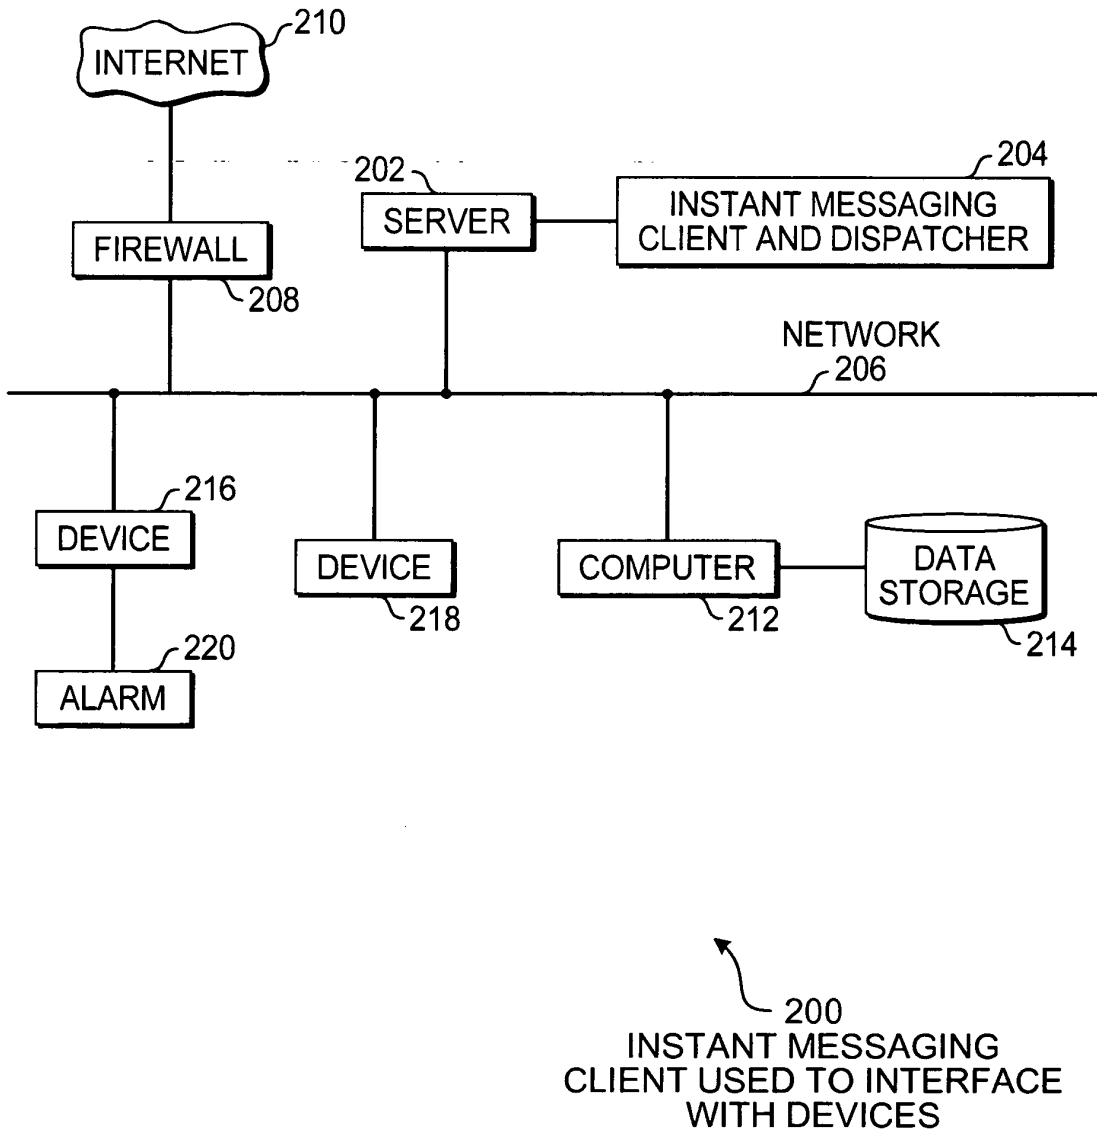 210
INTERNET
202
204
SERVER
INSTANT MESSAGING
CLIENT AND DISPATCHER
FIREWALL
208
NETWORK
206
216
DEVICE
DEVICE
218
COMPUTER
212
DATA
STORAGE
214
220
ALARM
200
INSTANT MESSAGING
CLIENT USED TO INTERFACE
WITH DEVICES